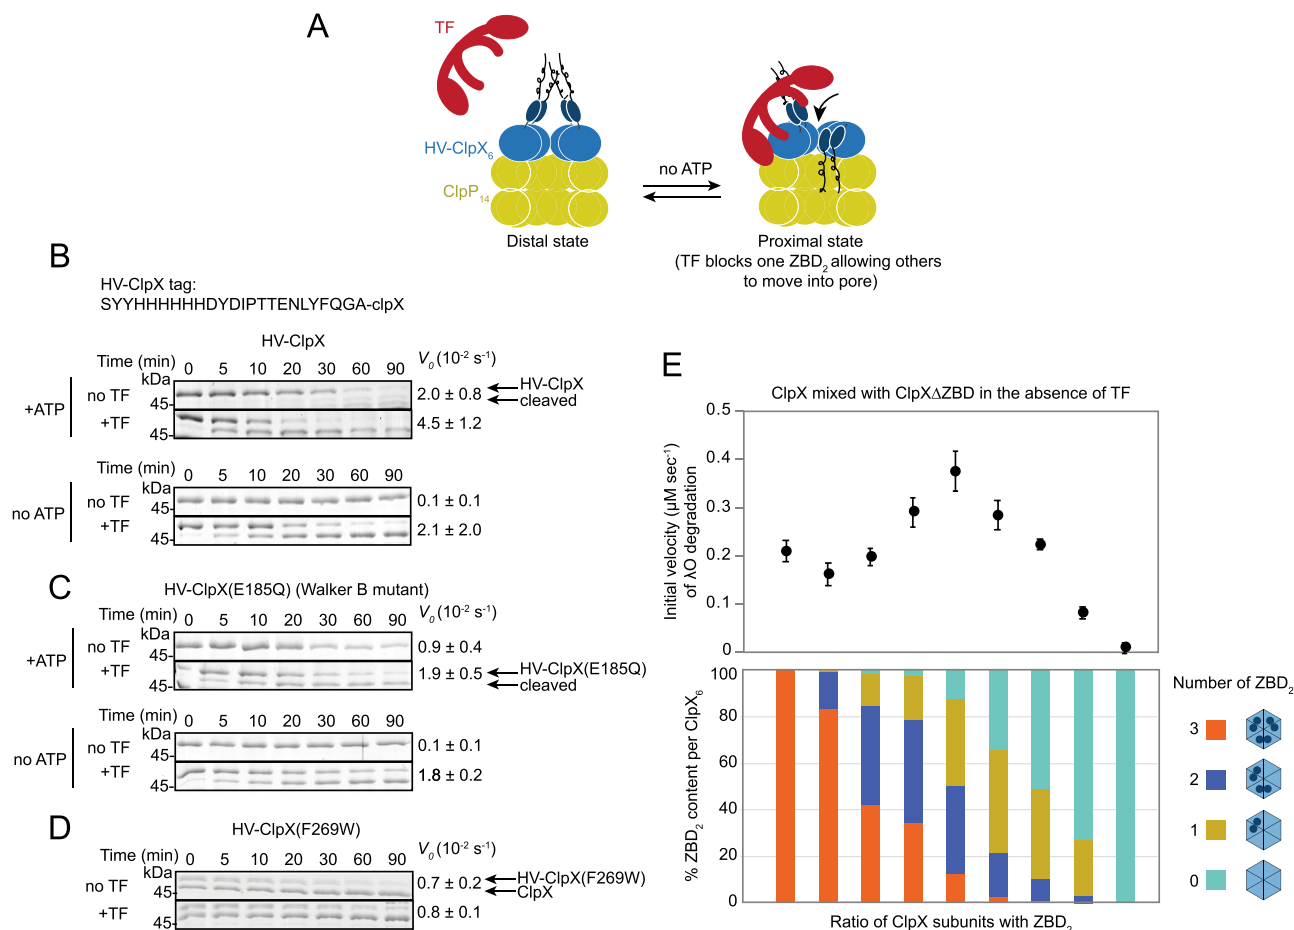 A
TF
HV-ClpX6
ClpP14
no ATP
Distal state
Proximal state
(TF blocks one ZBD2 allowing others
to move into pore)
B
HV-ClpX tag:
SYYHHHHHHDYDIPTTENLYFQGA-clpX
HV-ClpX
Time (min) 0 5 10 20 30 60 90 V0 (10-2 s-1)
kDa
+ATP
no TF
45-
2.0 ± 0.8
HV-ClpX
cleaved
+TF
45-
4.5 ± 1.2
Time (min) 0 5 10 20 30 60 90
kDa
no ATP
no TF
45-
0.1 ± 0.1
+TF
45-
2.1 ± 2.0
C
HV-ClpX(E185Q) (Walker B mutant)
Time (min) 0 5 10 20 30 60 90 V0 (10-2 s-1)
kDa
+ATP
no TF
45-
0.9 ± 0.4
+TF
45-
1.9 ± 0.5
HV-ClpX(E185Q)
cleaved
Time (min) 0 5 10 20 30 60 90
kDa
no ATP
no TF
45-
0.1 ± 0.1
+TF
45-
1.8 ± 0.2
D
HV-ClpX(F269W)
Time (min) 0 5 10 20 30 60 90 V0 (10-2 s-1)
kDa
no TF
45-
0.7 ± 0.2
HV-ClpX(F269W)
ClpX
+TF
45-
0.8 ± 0.1
E
ClpX mixed with ClpXΔZBD in the absence of TF
Initial velocity (µM sec-1)
of λO degradation
0.5
0.4
0.3
0.2
0.1
0
% ZBD2 content per ClpX6
100
80
60
40
20
0
Ratio of ClpX subunits with ZBD2
Number of ZBD2
3
2
1
0